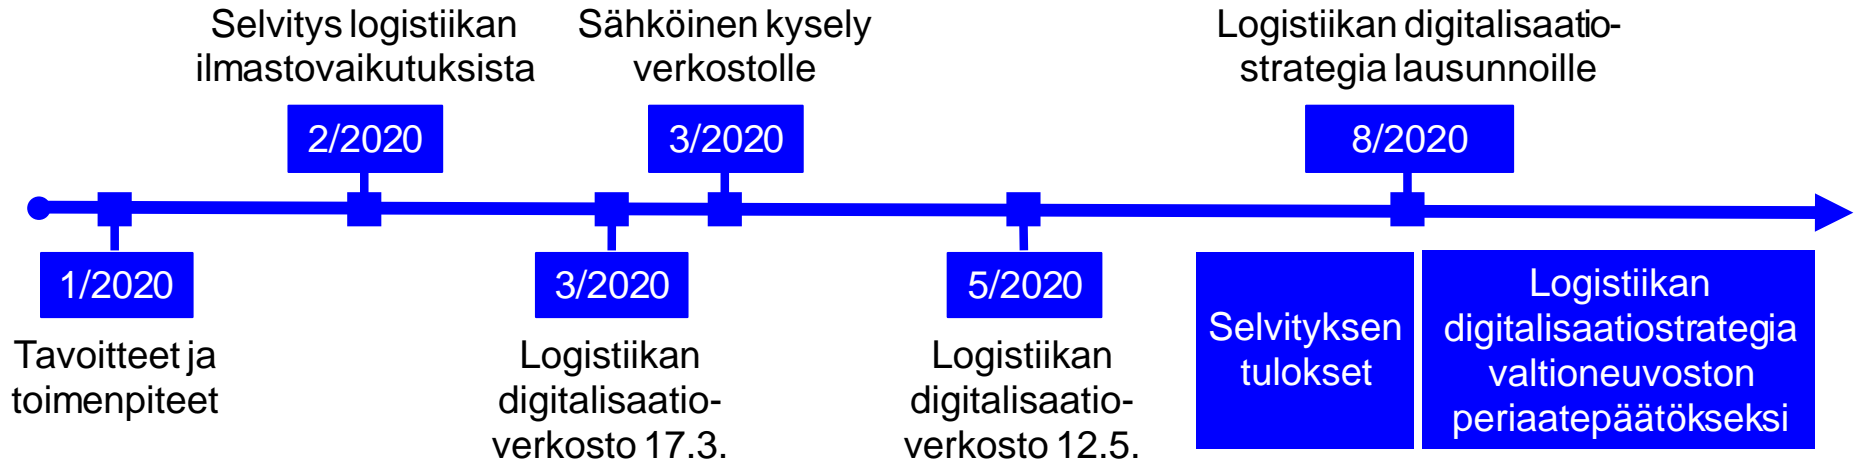 Selvitys logistiikan
ilmastovaikutuksista
Sähköinen kysely
verkostolle
Logistiikan digitalisaatio-
strategia lausunnoille
2/2020
3/2020
8/2020
1/2020
3/2020
5/2020
Tavoitteet ja
toimenpiteet
Logistiikan
digitalisaatio-
verkosto 17.3.
Logistiikan
digitalisaatio-
verkosto 12.5.
Selvityksen
tulokset
Logistiikan
digitalisaatiostrategia
valtioneuvoston
periaatepäätökseksi